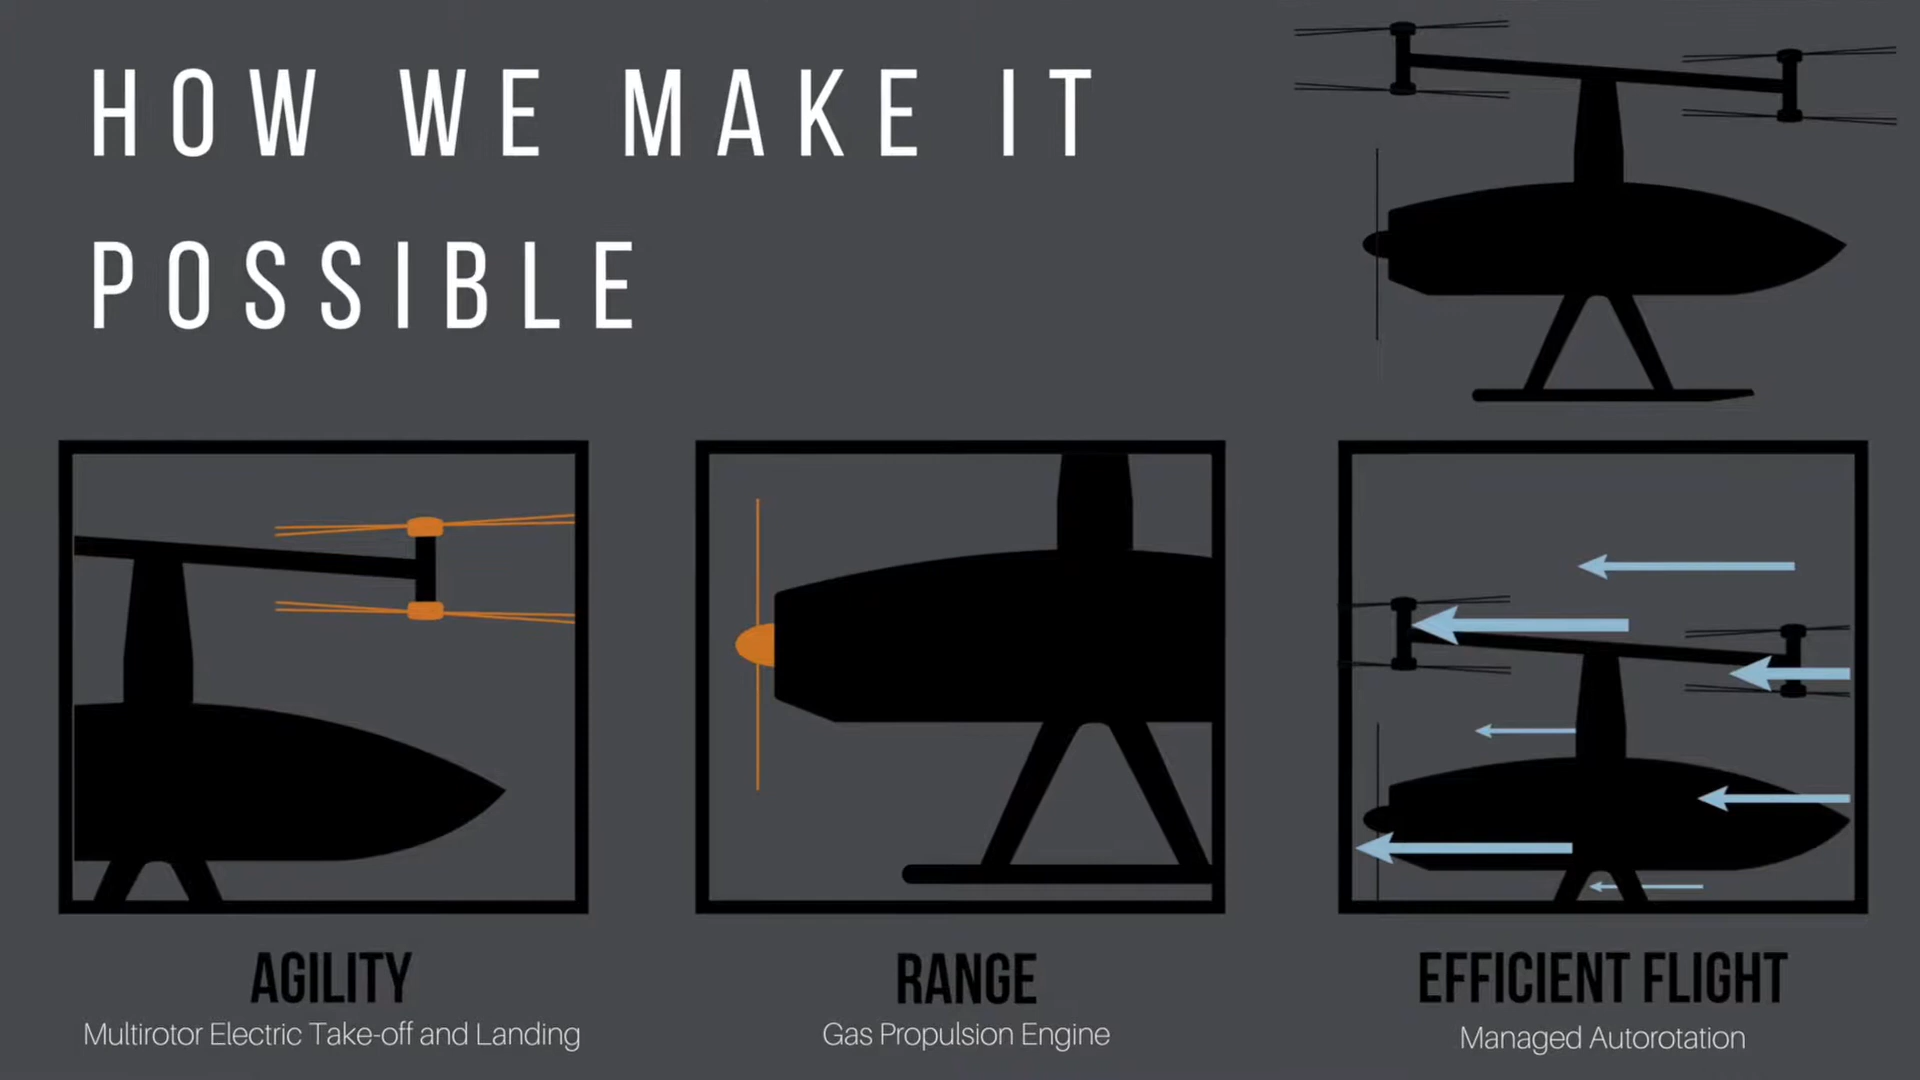 HOW WE MAKE IT
POSSIBLE
AGILITY
Multirotor Electric Take-off and Landing
RANGE
Gas Propulsion Engine
EFFICIENT FLIGHT
Managed Autorotation